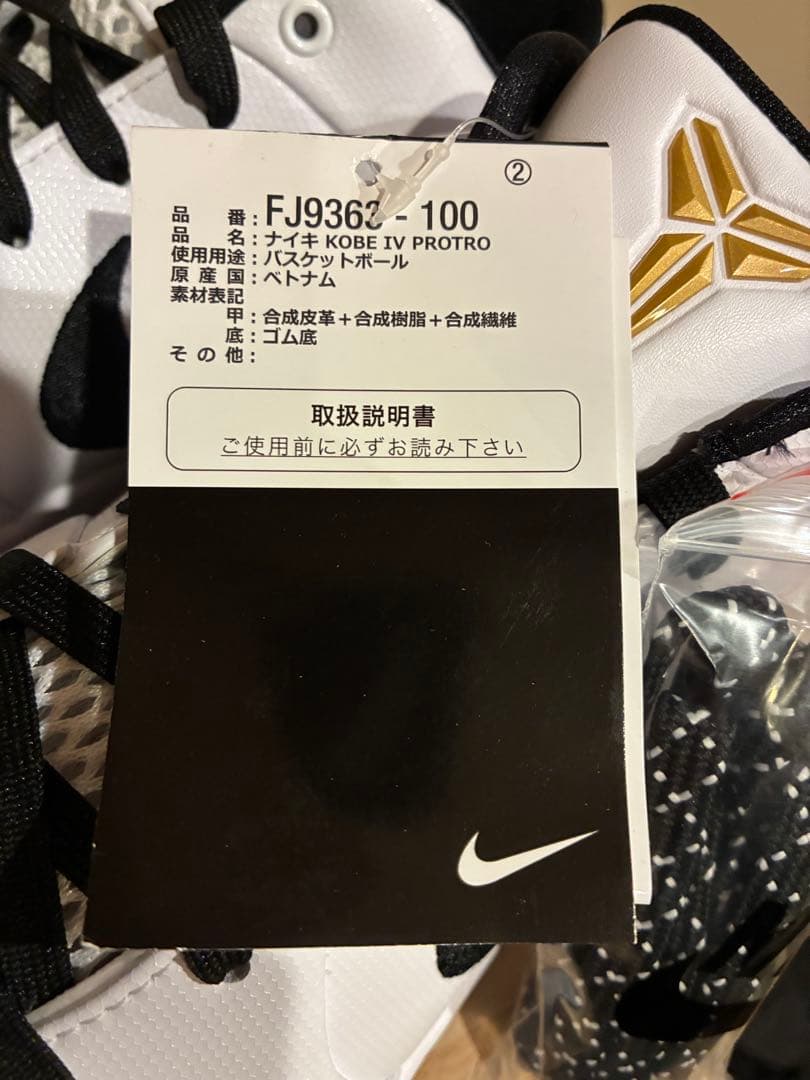 ②
品番：FJ9363-100
品名：ナイキ KOBE IV PROTRO
使用用途：バスケットボール
原産国：ベトナム
素材表記
甲：合成皮革＋合成樹脂＋合成繊維
底：ゴム底
その他：
取扱説明書
ご使用前に必ずお読み下さい